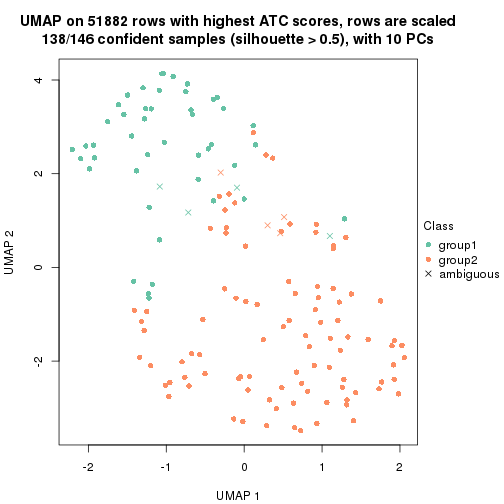 UMAP on 51882 rows with highest ATC scores, rows are scaled
138/146 confident samples (silhouette > 0.5), with 10 PCs
4
2
0
-2
UMAP 2
-2
-1
0
1
2
UMAP 1
Class
group1
group2
ambiguous